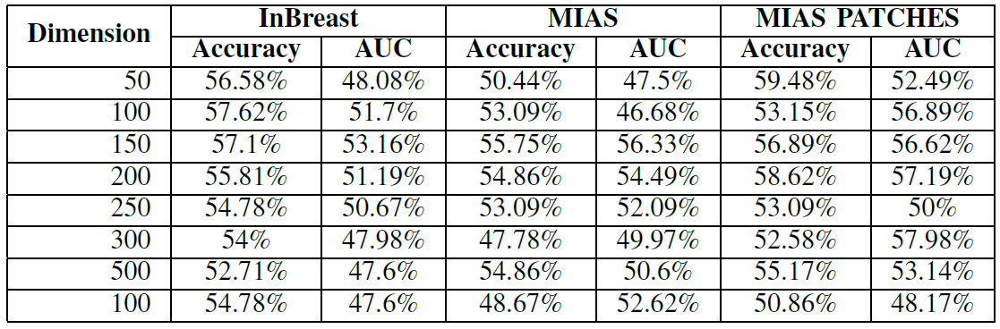 Dimension InBreast MIAS MIAS PATCHES
Accuracy AUC Accuracy AUC Accuracy AUC
50 56.58% 48.08% 50.44% 47.5% 59.48% 52.49%
100 57.62% 51.7% 53.09% 46.68% 53.15% 56.89%
150 57.1% 53.16% 55.75% 56.33% 56.89% 56.62%
200 55.81% 51.19% 54.86% 54.49% 58.62% 57.19%
250 54.78% 50.67% 53.09% 52.09% 53.09% 50%
300 54% 47.98% 47.78% 49.97% 52.58% 57.98%
500 52.71% 47.6% 54.86% 50.6% 55.17% 53.14%
100 54.78% 47.6% 48.67% 52.62% 50.86% 48.17%